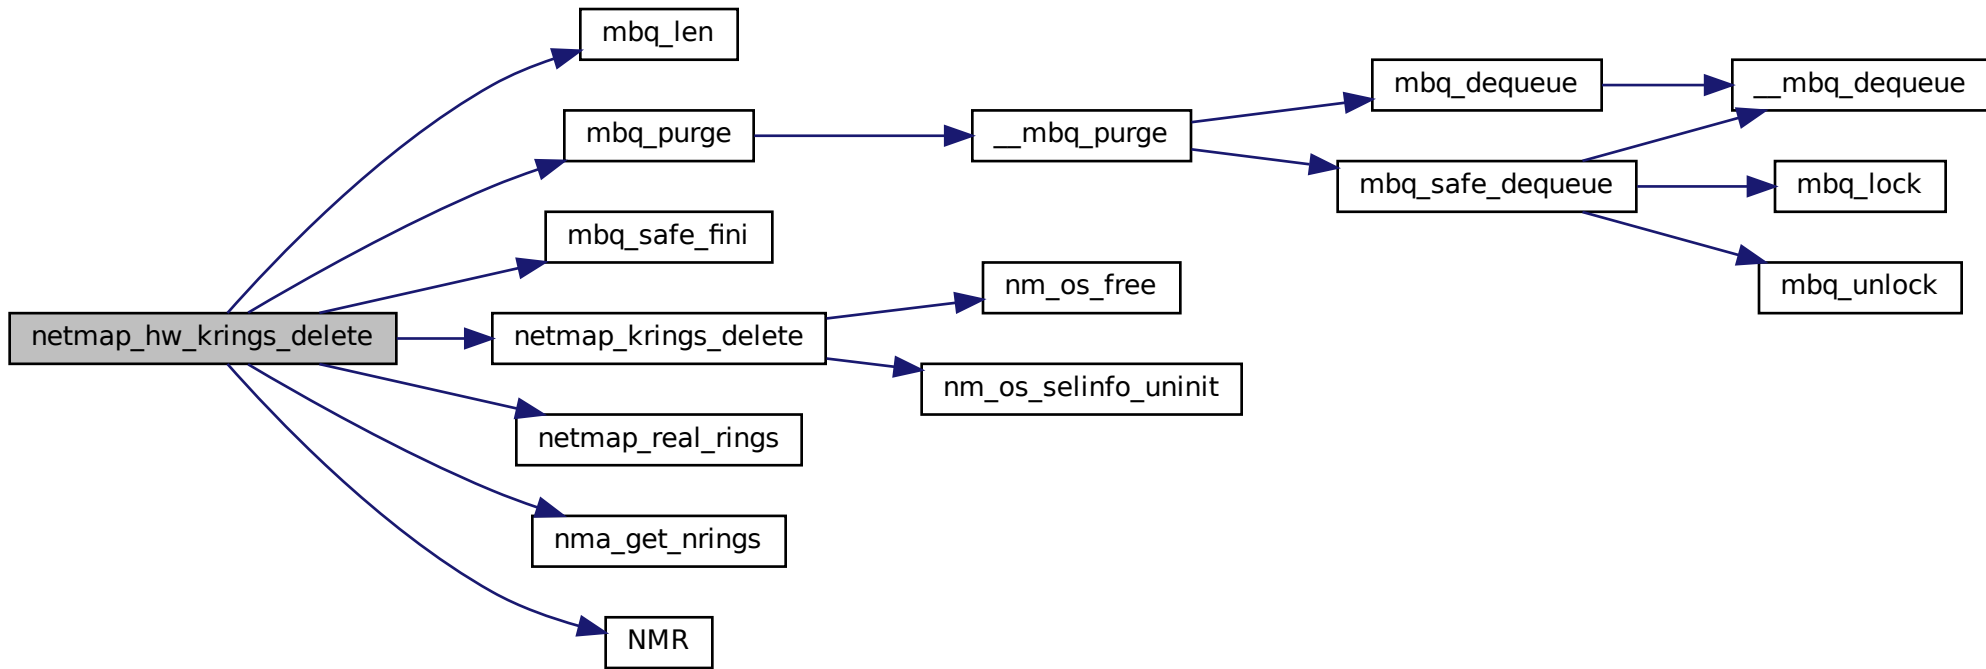 mbq_len
mbq_dequeue
__mbq_dequeue
mbq_purge
__mbq_purge
mbq_safe_dequeue
mbq_lock
mbq_safe_fini
nm_os_free
mbq_unlock
netmap_hw_krings_delete
netmap_krings_delete
nm_os_selinfo_uninit
netmap_real_rings
nma_get_nrings
NMR